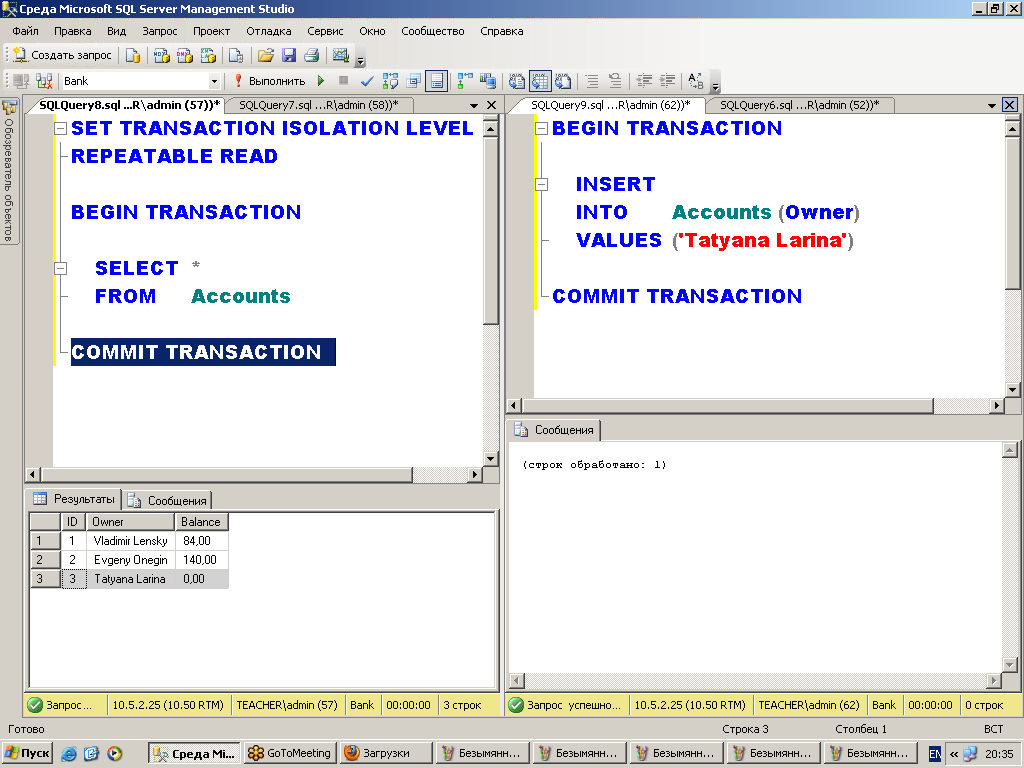 Среда Microsoft SQL Server Management Studio
Файл Правка Вид Запрос Проект Отладка Сервис Окно Сообщество Справка
Создать запрос
Bank Выполнить
SQLQuery8.sql ...R\admin (57))* SQLQuery7.sql ...R\admin (58))*
SET TRANSACTION ISOLATION LEVEL
REPEATABLE READ
BEGIN TRANSACTION
SELECT *
FROM Accounts
COMMIT TRANSACTION
SQLQuery9.sql ...R\admin (62))* SQLQuery6.sql ...R\admin (52))*
BEGIN TRANSACTION
INSERT
INTO Accounts (Owner)
VALUES ('Tatyana Larina')
COMMIT TRANSACTION
Обозреватель объектов
Результаты Сообщения
ID Owner Balance
1 1 Vladimir Lensky 84,00
2 2 Evgeny Onegin 140,00
3 3 Tatyana Larina 0,00
Сообщения
(строк обработано: 1)
Запрос... 10.5.2.25 (10.50 RTM) TEACHER\admin (57) Bank 00:00:00 3 строк
Запрос успешно... 10.5.2.25 (10.50 RTM) TEACHER\admin (62) Bank 00:00:00 0 строк
Готово Строка 3 Столбец 1 ВСТ
Пуск Среда Mi... GoToMeeting Загрузки Безымянн... Безымянн... Безымянн... Безымянн... Безымянн... EN « 20:35